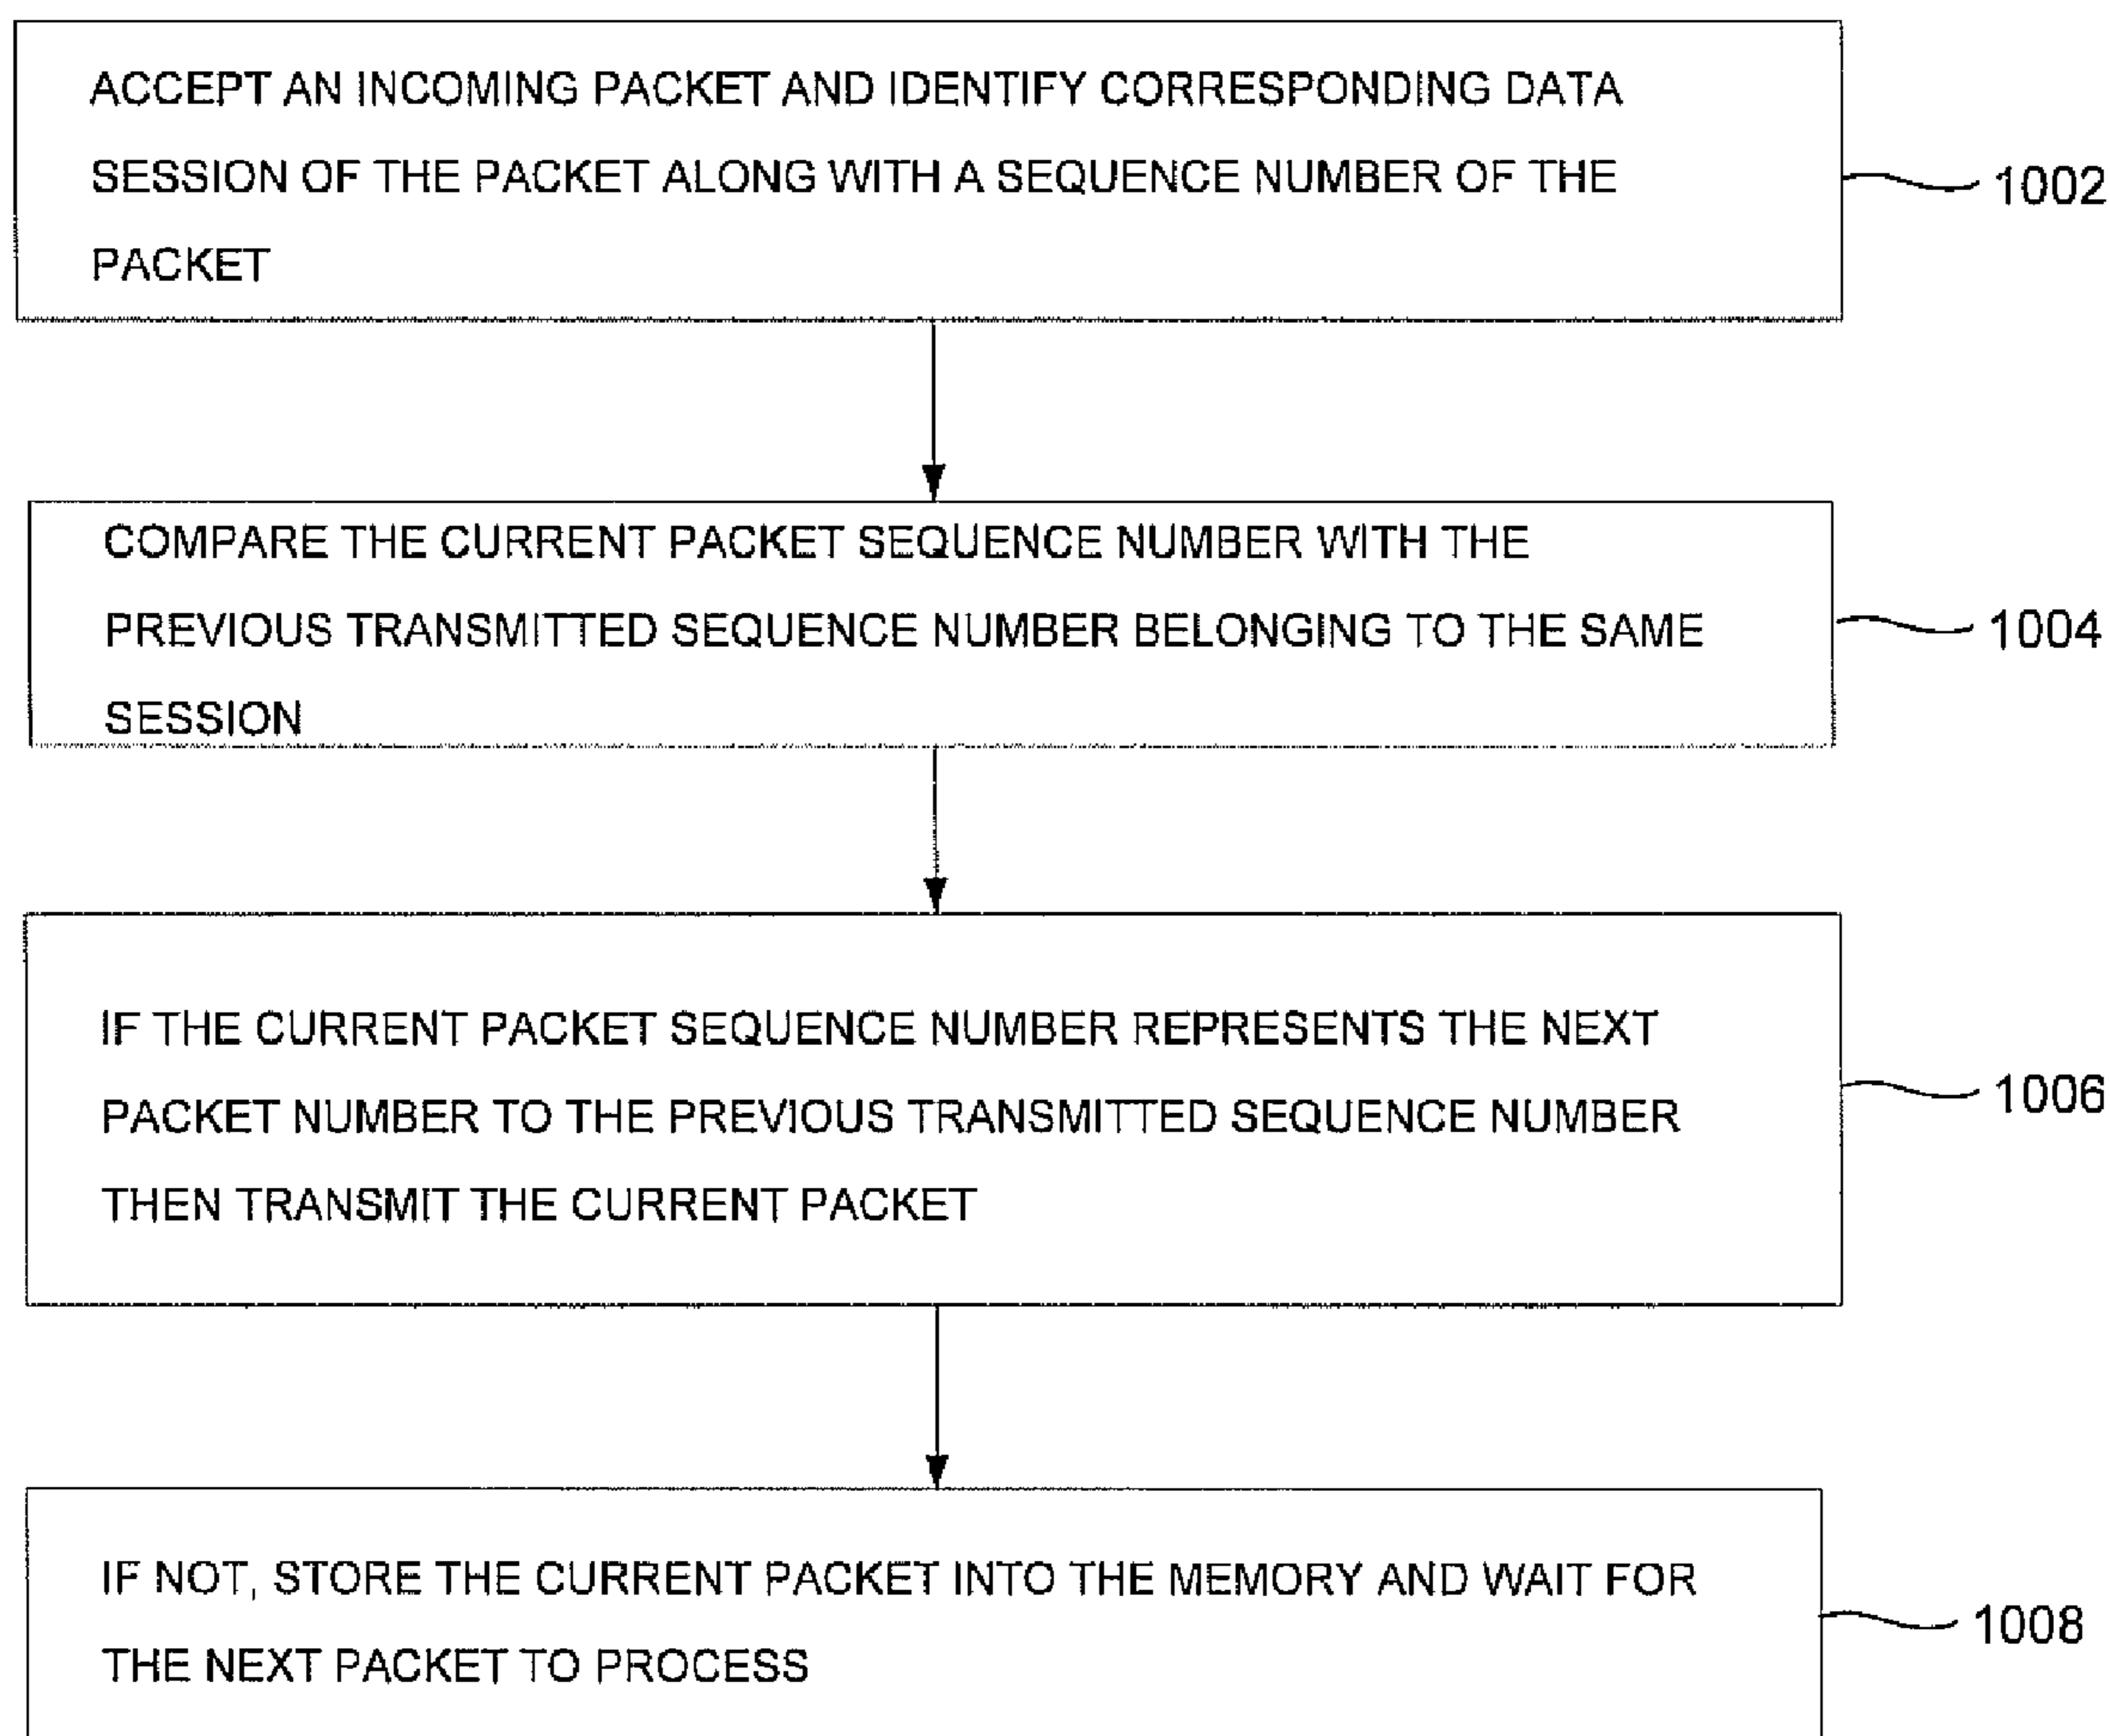 ACCEPT AN INCOMING PACKET AND IDENTIFY CORRESPONDING DATA
SESSION OF THE PACKET ALONG WITH A SEQUENCE NUMBER OF THE
PACKET
1002
COMPARE THE CURRENT PACKET SEQUENCE NUMBER WITH THE
PREVIOUS TRANSMITTED SEQUENCE NUMBER BELONGING TO THE SAME
SESSION
1004
IF THE CURRENT PACKET SEQUENCE NUMBER REPRESENTS THE NEXT
PACKET NUMBER TO THE PREVIOUS TRANSMITTED SEQUENCE NUMBER
THEN TRANSMIT THE CURRENT PACKET
1006
IF NOT, STORE THE CURRENT PACKET INTO THE MEMORY AND WAIT FOR
THE NEXT PACKET TO PROCESS
1008